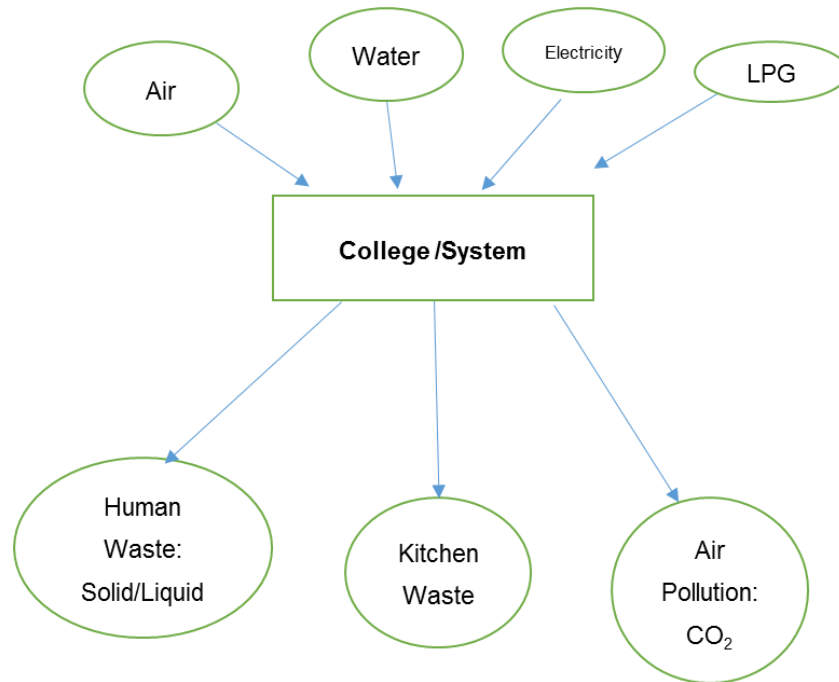 Air
Water
Electricity
LPG
College /System
Human
Waste:
Solid/Liquid
Kitchen
Waste
Air
Pollution:
CO₂